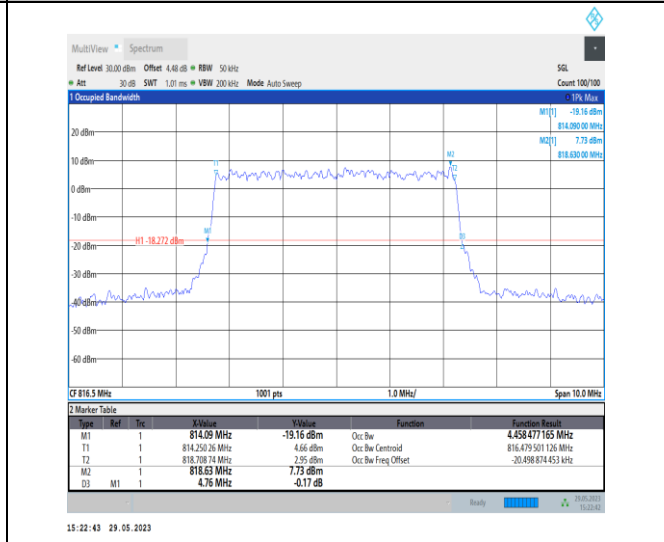 MultiView Spectrum
Ref Level 30.00 dBm Offset 4.48 dB RBW 50 kHz SGL
Att 30 dB SWT 1.01 ms VBW 200 kHz Mode Auto Sweep Count 100/100
1 Occupied Bandwidth 1Pk Max
M1[1] -19.16 dBm
814.090 00 MHz
20 dBm
M2[1] 7.73 dBm
818.630 00 MHz
M2
10 dBm
T1 T2
0 dBm
-10 dBm
M1 D3
H1 -18.272 dBm
-20 dBm
-30 dBm
-40 dBm
-50 dBm
-60 dBm
CF 816.5 MHz 1001 pts 1.0 MHz/ Span 10.0 MHz
2 Marker Table
Type Ref Trc X-Value Y-Value Function Function Result
M1 1 814.09 MHz -19.16 dBm Occ Bw 4.458 477 165 MHz
T1 1 814.250 26 MHz 4.66 dBm Occ Bw Centroid 816.479 501 126 MHz
T2 1 818.708 74 MHz 2.95 dBm Occ Bw Freq Offset -20.498 874 453 kHz
M2 1 818.63 MHz 7.73 dBm
D3 M1 1 4.76 MHz -0.17 dB
Ready 29.05.2023
15:22:42
15:22:43 29.05.2023